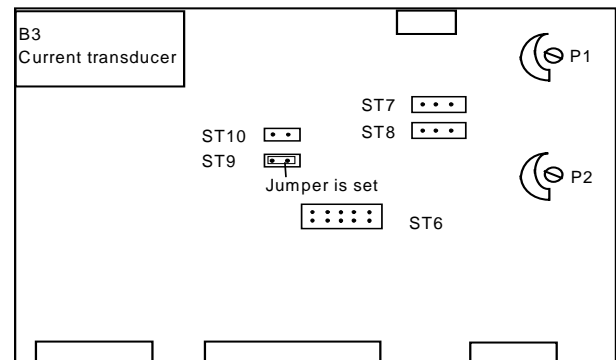 B3
Current transducer
P1
ST7
ST8
ST10
ST9
Jumper is set
P2
ST6